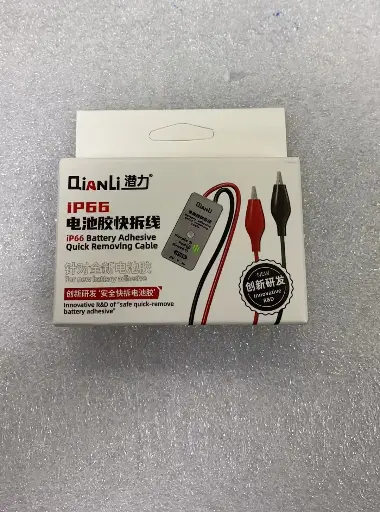 QIANLI 潜力®
iP66
电池胶快拆线
iP66 Battery Adhesive
Quick Removing Cable
针对全新电池胶
For new battery adhesive
创新研发 "安全快拆电池胶"
Innovative R&D of "safe quick-remove
battery adhesive"
QIANLI
NEW
创新研发
Innovative
R&D